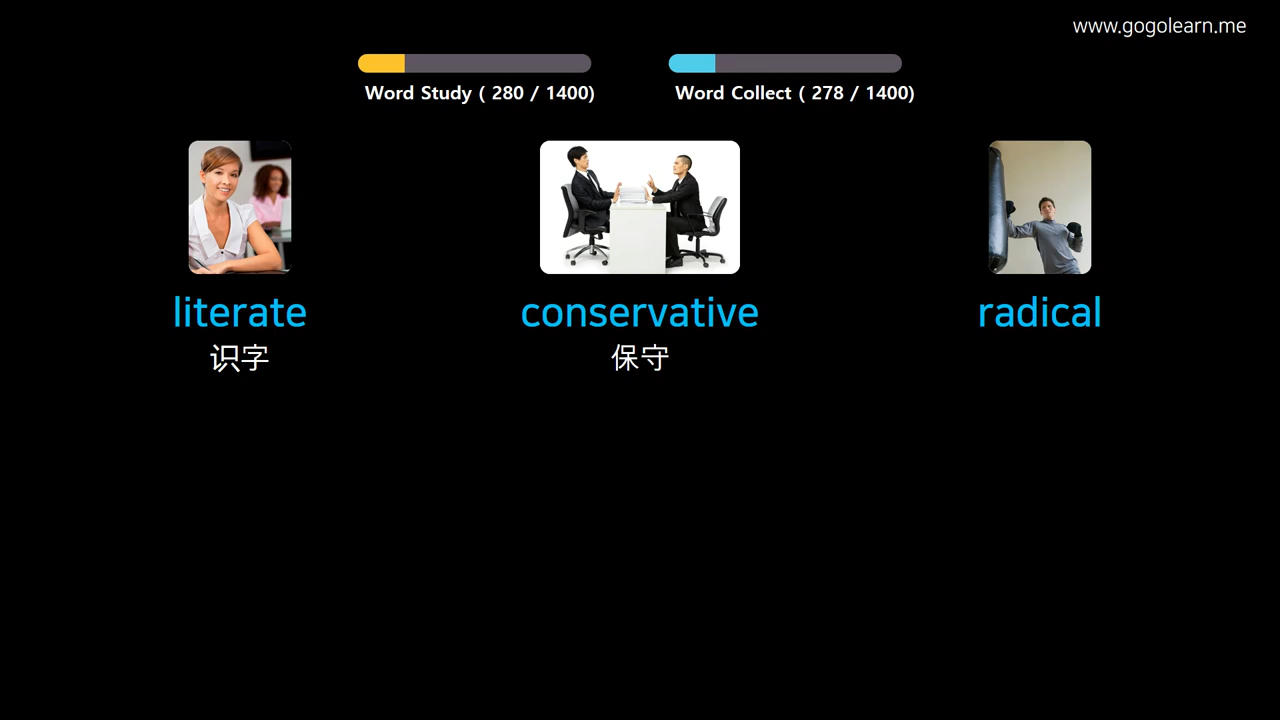 www.gogolearn.me
Word Study ( 280 / 1400)
Word Collect ( 278 / 1400)
literate
conservative
radical
识字
保守